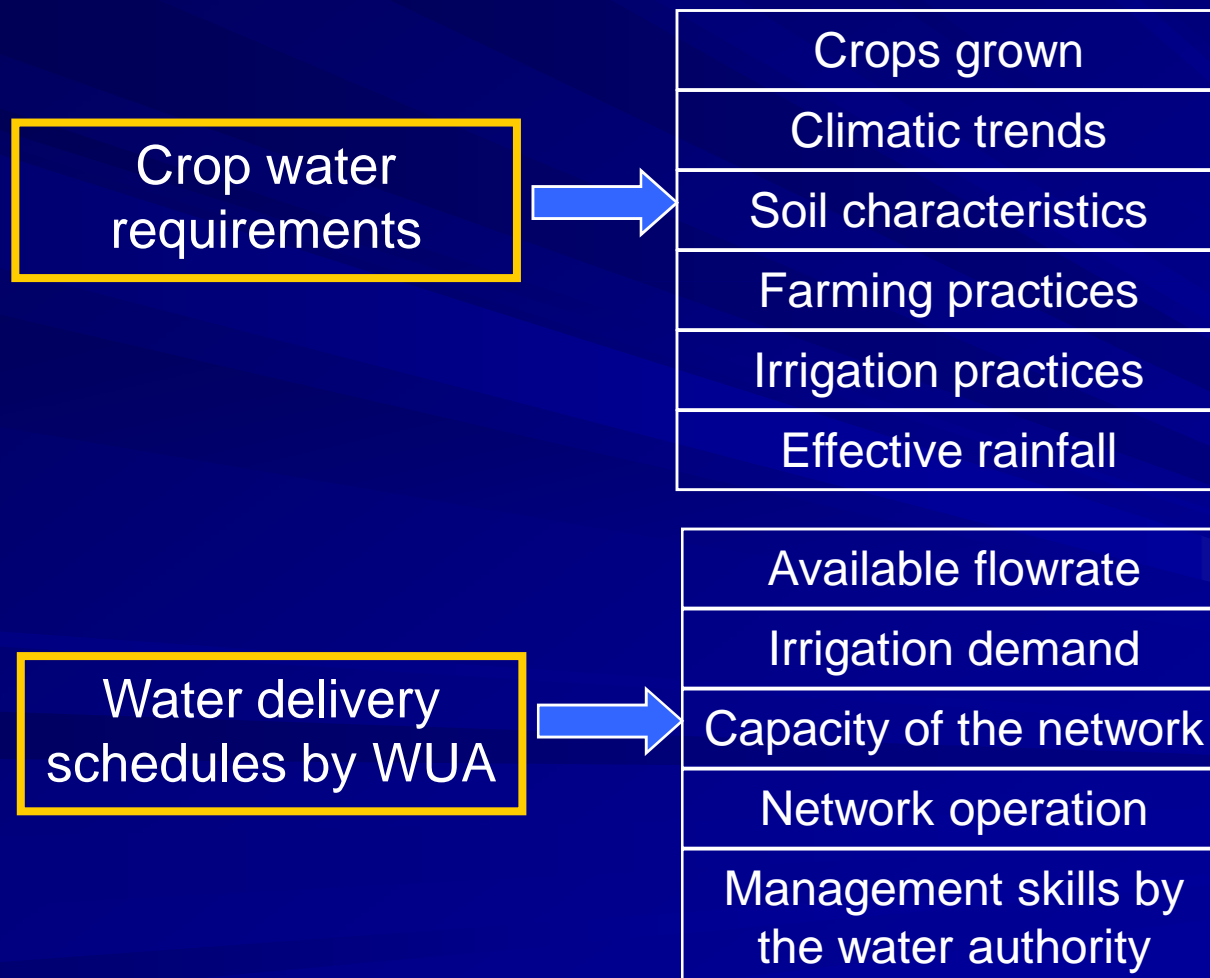 Crop water
requirements
Crops grown
Climatic trends
Soil characteristics
Farming practices
Irrigation practices
Effective rainfall
Water delivery
schedules by WUA
Available flowrate
Irrigation demand
Capacity of the network
Network operation
Management skills by
the water authority